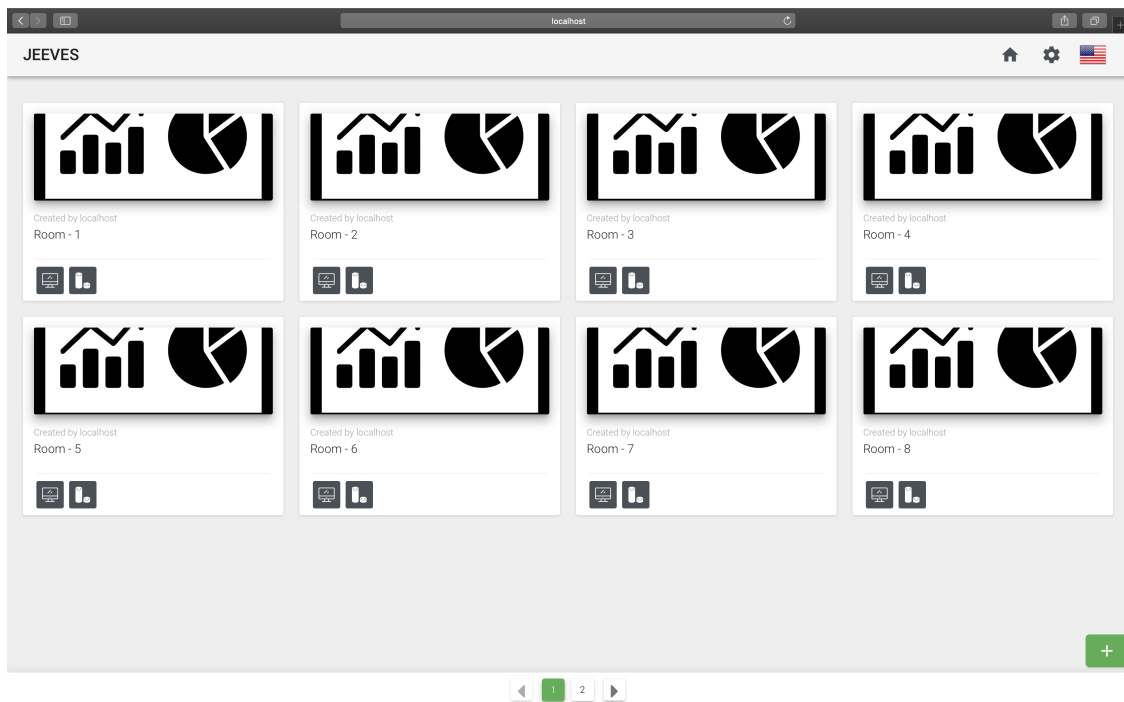 localhost
JEEVES
Created by localhost
Room - 1
Created by localhost
Room - 2
Created by localhost
Room - 3
Created by localhost
Room - 4
Created by localhost
Room - 5
Created by localhost
Room - 6
Created by localhost
Room - 7
Created by localhost
Room - 8
+
1 2